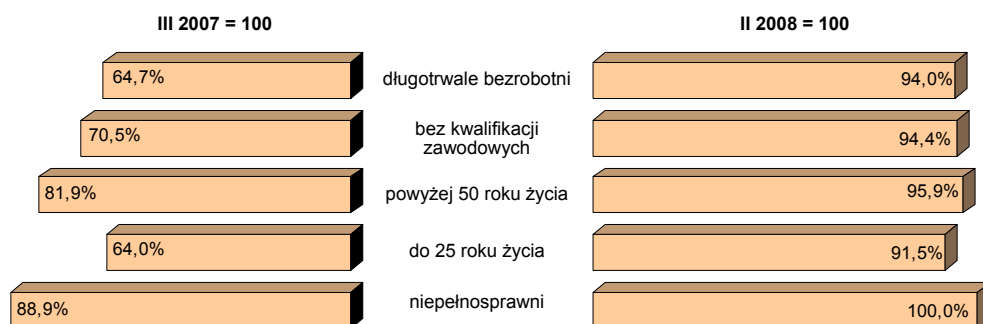 III 2007 = 100
II 2008 = 100
64,7%
długotrwale bezrobotni
94,0%
70,5%
bez kwalifikacji
zawodowych
94,4%
81,9%
powyżej 50 roku życia
95,9%
64,0%
do 25 roku życia
91,5%
88,9%
niepełnosprawni
100,0%